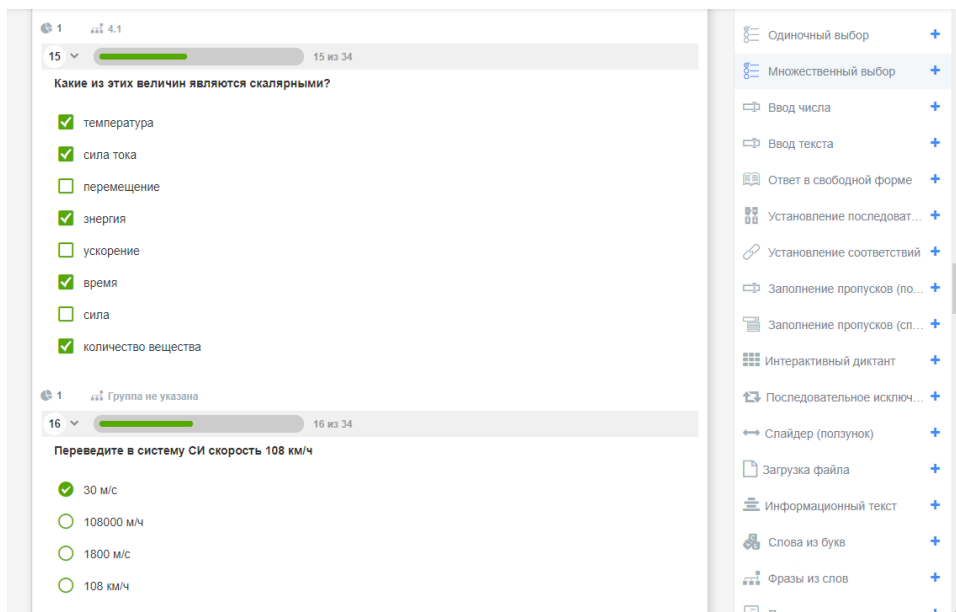 1 4.1
15 15 из 34
Какие из этих величин являются скалярными?
температура
сила тока
перемещение
знергия
ускорение
время
сила
количество вещества
1 Группа не указана
16 16 из 34
Переведите в систему СИ скорость 108 км/ч
30 м/с
108000 м/ч
1800 м/с
108 км/ч
Одиночный выбор +
Множественный выбор +
Ввод числа +
Ввод текста +
Ответ в свободной форме +
Установление последоват... +
Установление соответствий +
Заполнение пропусков (по... +
Заполнение пропусков (сп... +
Интерактивный диктант +
Последовательное исключ... +
Слайдер (ползунок) +
Загрузка файла +
Информационный текст +
Слова из букв +
Фразы из слов +